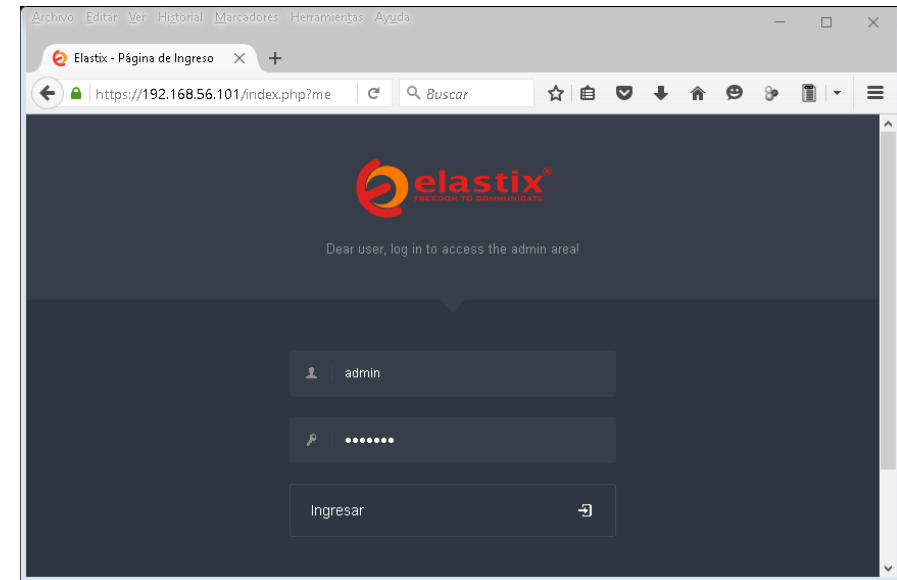 Archivo Editar Ver Historial Marcadores Herramientas Ayuda
Elastix - Página de Ingreso
https://192.168.56.101/index.php?me
Buscar
elastix®
FREEDOM TO COMMUNICATE
Dear user, log in to access the admin area!
admin
•••••••
Ingresar